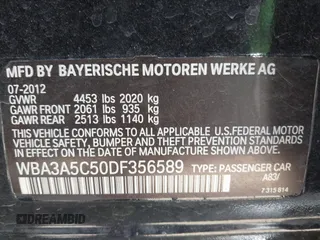 MFD BY BAYERISCHE MOTOREN WERKE AG
07-2012
GVWR 4453 lbs 2020 kg
GAWR FRONT 2061 lbs 935 kg
GAWR REAR 2513 lbs 1140 kg
THIS VEHICLE CONFORMS TO ALL APPLICABLE U.S. FEDERAL MOTOR
VEHICLE SAFETY, BUMPER AND THEFT PREVENTION STANDARDS IN
EFFECT ON THE DATE OF MANUFACTURE SHOWN ABOVE.
WBA3A5C50DF356589 TYPE: PASSENGER CAR
A83/
7 315 814
DREAMBID